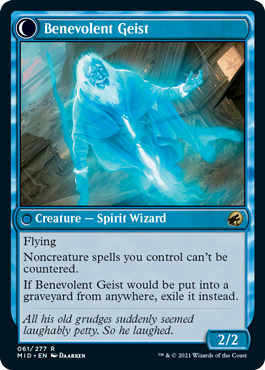 Benevolent Geist
Creature — Spirit Wizard
Flying
Noncreature spells you control can't be
countered.
If Benevolent Geist would be put into a
graveyard from anywhere, exile it instead.
All his old grudges suddenly seemed
laughably petty. So he laughed.
2/2
061/277 R
MID • EN DAARKEN
™ & © 2021 Wizards of the Coast